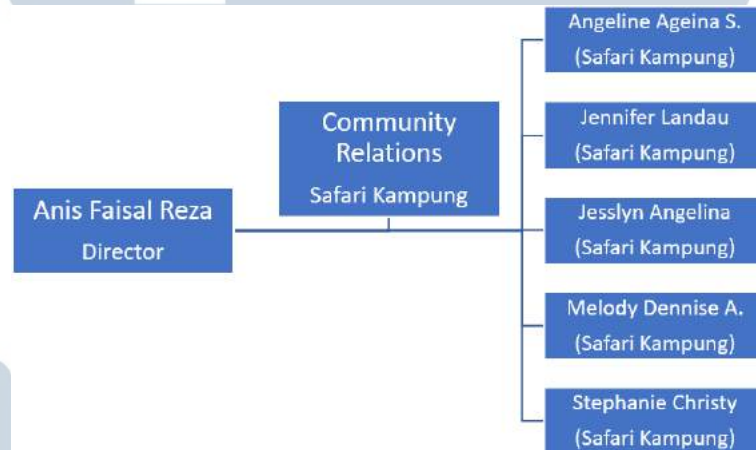 Anis Faisal Reza
Director
Community
Relations
Safari Kampung
Angeline Ageina S.
(Safari Kampung)
Jennifer Landau
(Safari Kampung)
Jesslyn Angelina
(Safari Kampung)
Melody Dennise A.
(Safari Kampung)
Stephanie Christy
(Safari Kampung)